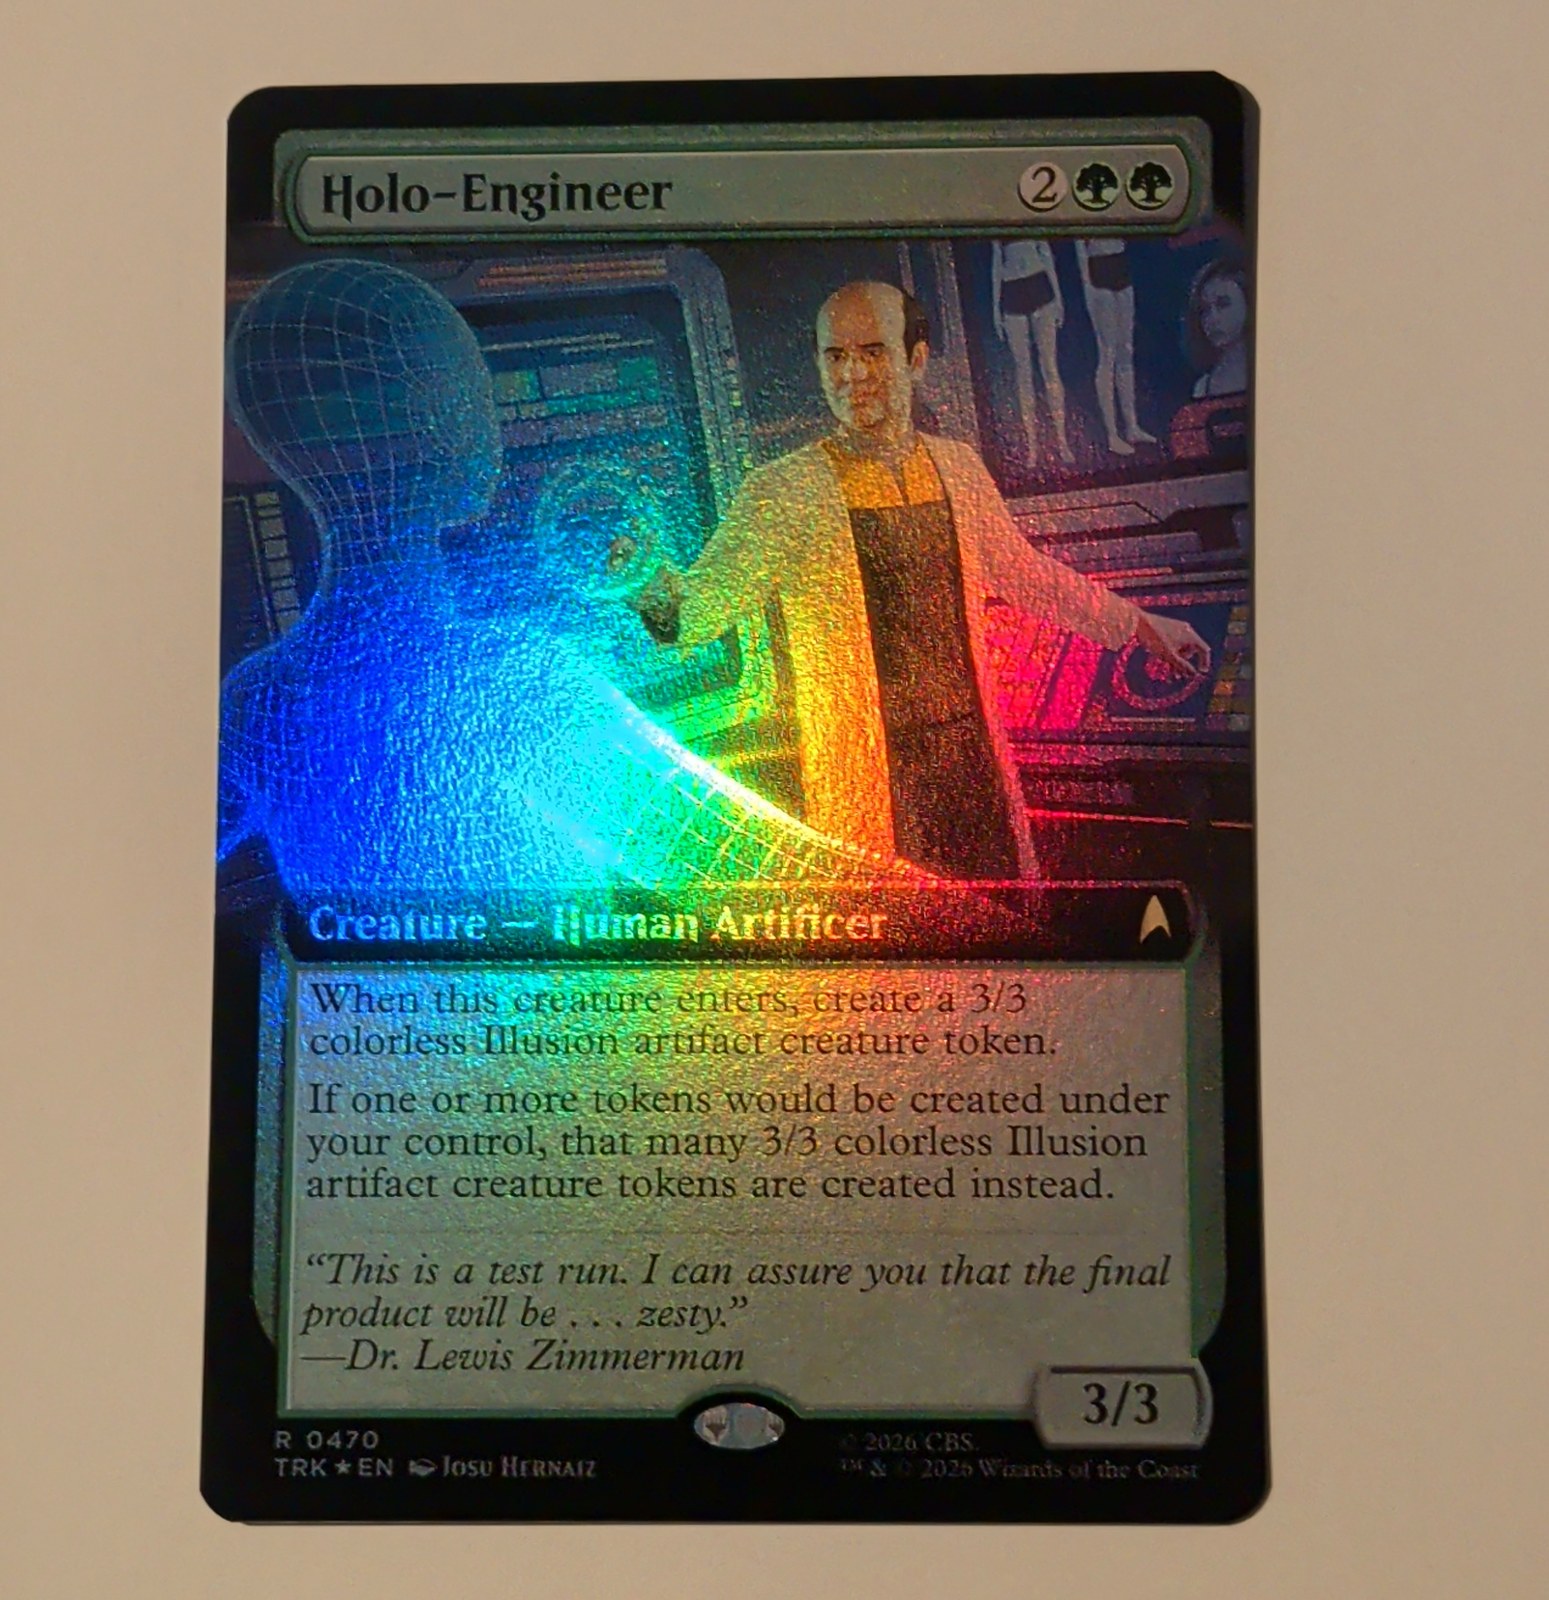 Holo-Engineer 2
Creature — Human Artificer
When this creature enters, create a 3/3
colorless Illusion artifact creature token.
If one or more tokens would be created under
your control, that many 3/3 colorless Illusion
artifact creature tokens are created instead.
“This is a test run. I can assure you that the final
product will be . . . zesty.”
—Dr. Lewis Zimmerman
3/3
R 0470
TRK ★ EN Josu Hernaiz
© 2026 CBS.
™ & © 2026 Wizards of the Coast